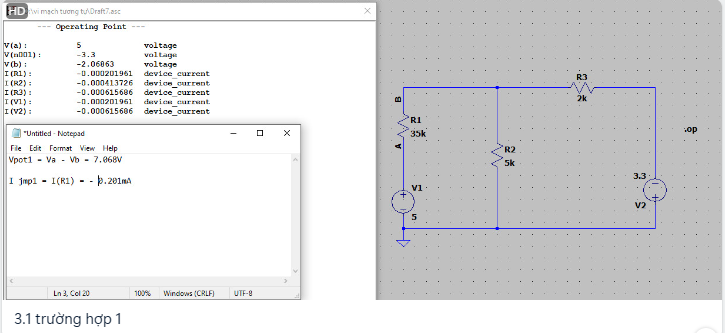 HD
\vi mạch tương tự\Draft7.asc
--- Operating Point ---
V(a): 5 voltage
V(n001): -3.3 voltage
V(b): -2.06863 voltage
I(R1): -0.000201961 device_current
I(R2): -0.000413726 device_current
I(R3): -0.000615686 device_current
I(V1): -0.000201961 device_current
I(V2): -0.000615686 device_current
*Untitled - Notepad
File Edit Format View Help
Vpot1 = Va - Vb = 7.068V
I jmp1 = I(R1) = - 0.201mA
Ln 3, Col 20 100% Windows (CRLF) UTF-8
R3
2k
B
R1
35k
A
R2
5k
.op
V1
5
3.3
V2
3.1 trường hợp 1